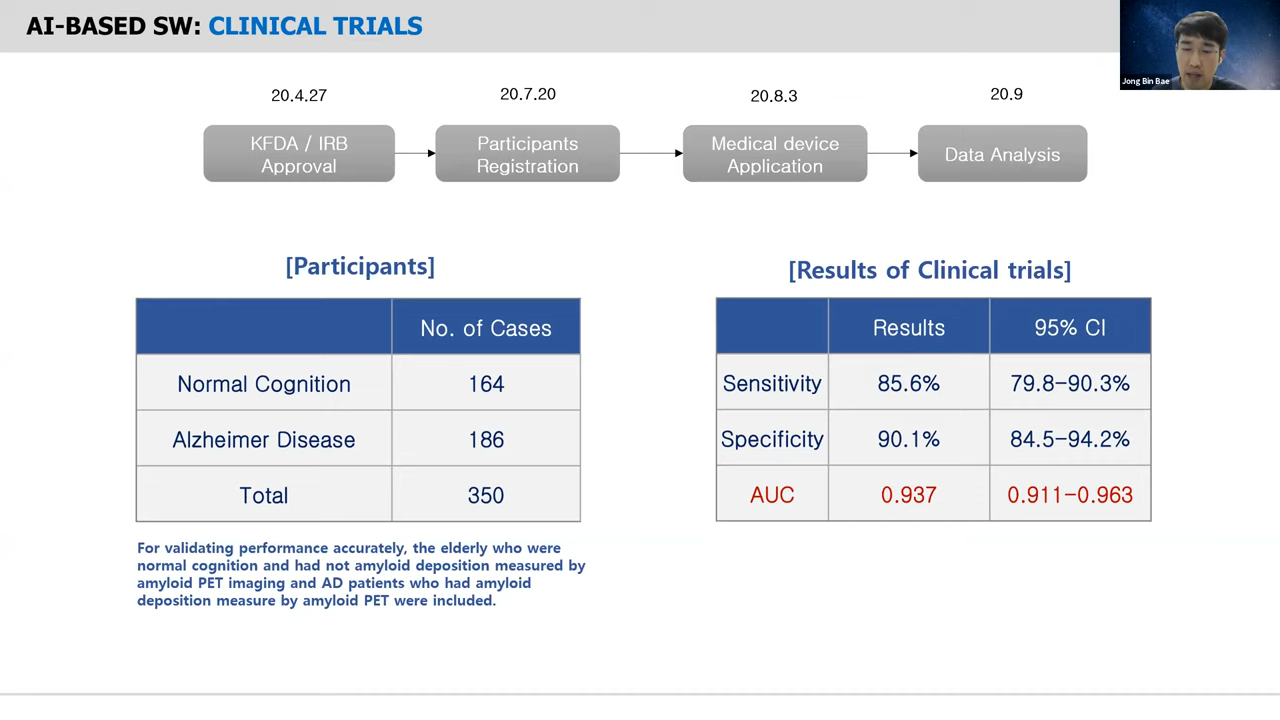 AI-BASED SW: CLINICAL TRIALS
Jong Bin Bae
20.4.27
20.7.20
20.8.3
20.9
KFDA / IRB
Approval
Participants
Registration
Medical device
Application
Data Analysis
[Participants]
No. of Cases
Normal Cognition 164
Alzheimer Disease 186
Total 350
For validating performance accurately, the elderly who were
normal cognition and had not amyloid deposition measured by
amyloid PET imaging and AD patients who had amyloid
deposition measure by amyloid PET were included.
[Results of Clinical trials]
Results 95% CI
Sensitivity 85.6% 79.8-90.3%
Specificity 90.1% 84.5-94.2%
AUC 0.937 0.911-0.963